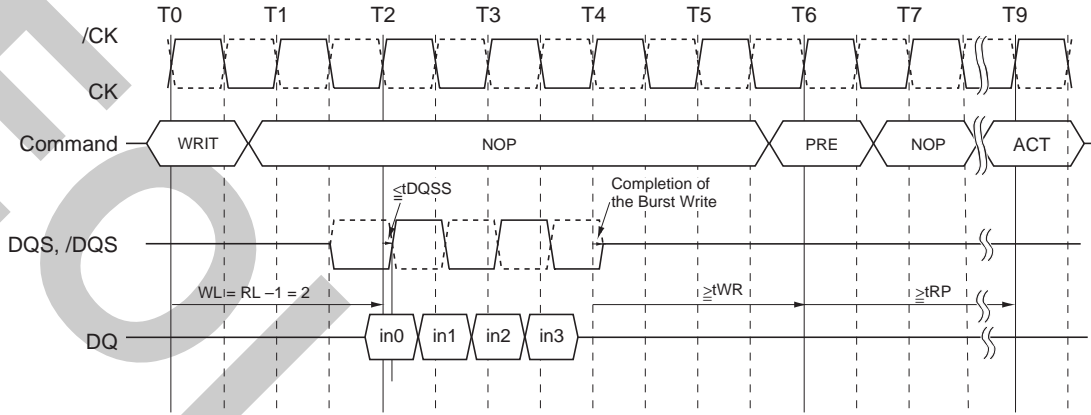 T0 T1 T2 T3 T4 T5 T6 T7 T9
/CK
CK
Command WRIT NOP PRE NOP ACT
≦tDQSS
Completion of
the Burst Write
DQS, /DQS
WL = RL –1 = 2
≧tWR
≧tRP
DQ in0 in1 in2 in3